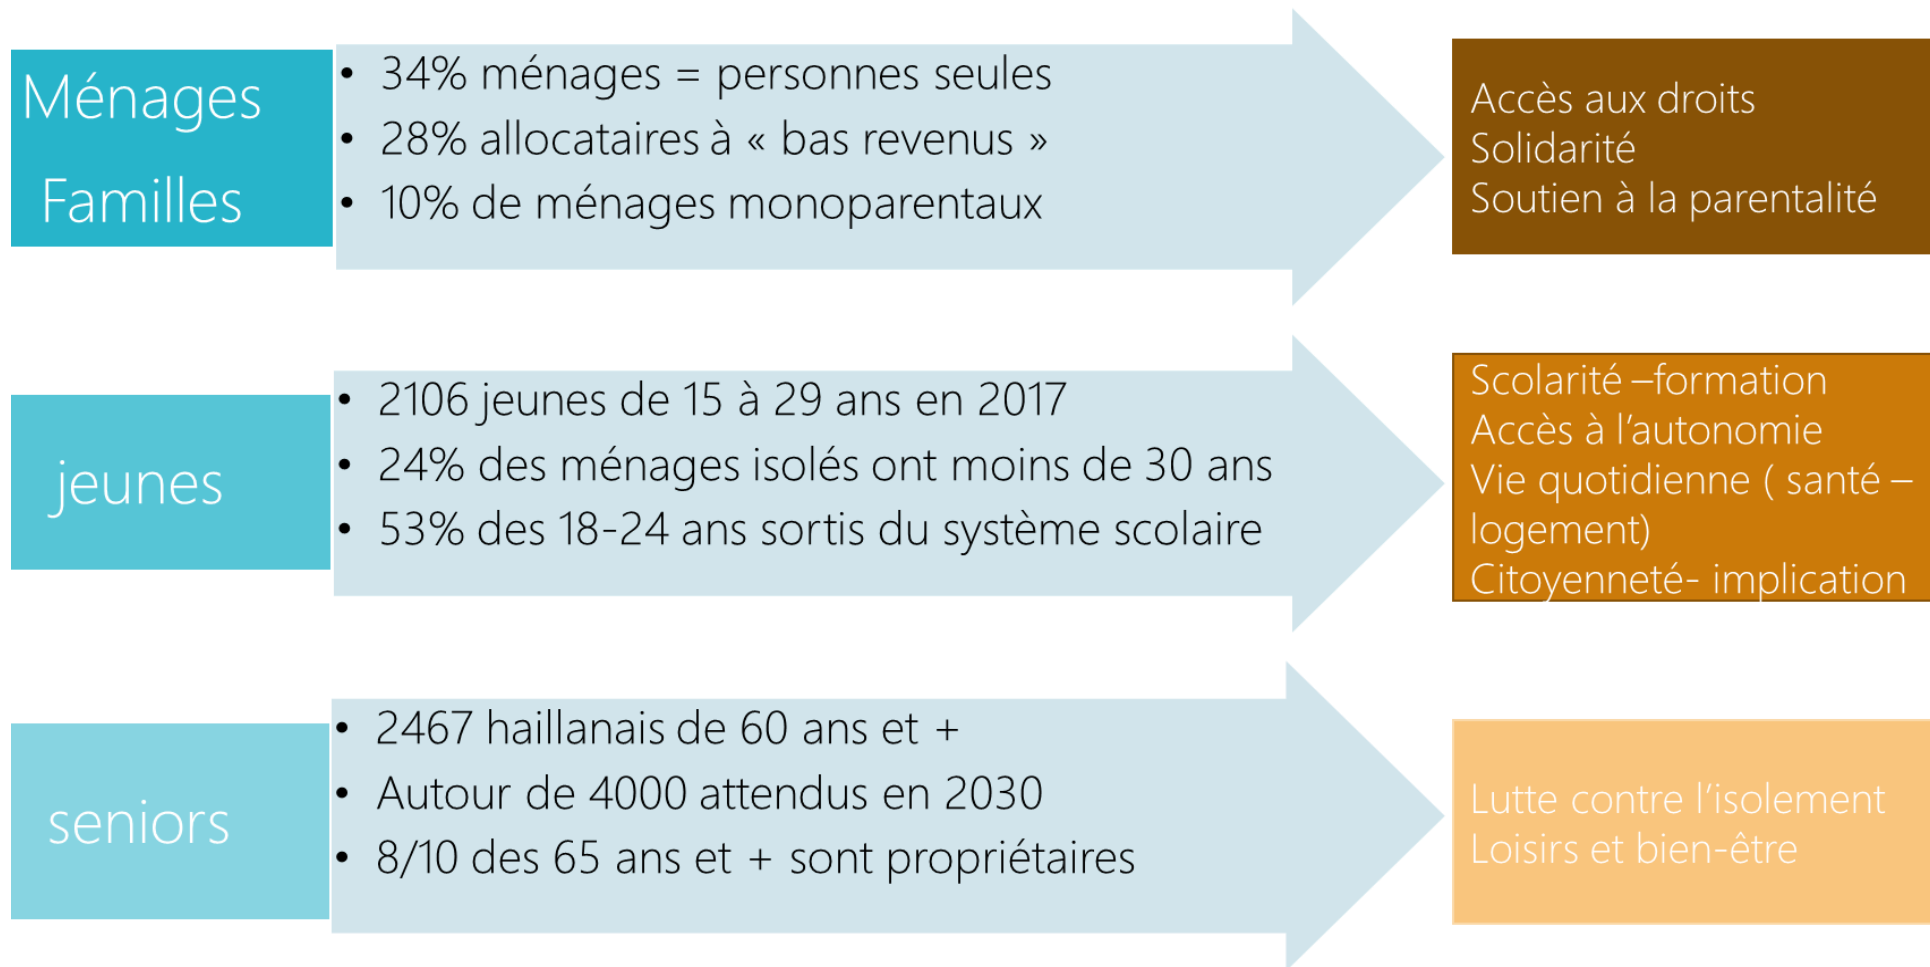 Ménages
Familles
• 34% ménages = personnes seules
• 28% allocataires à « bas revenus »
• 10% de ménages monoparentaux
Accès aux droits
Solidarité
Soutien à la parentalité
jeunes
• 2106 jeunes de 15 à 29 ans en 2017
• 24% des ménages isolés ont moins de 30 ans
• 53% des 18-24 ans sortis du système scolaire
Scolarité –formation
Accès à l’autonomie
Vie quotidienne ( santé –
logement)
Citoyenneté- implication
seniors
• 2467 haillanais de 60 ans et +
• Autour de 4000 attendus en 2030
• 8/10 des 65 ans et + sont propriétaires
Lutte contre l’isolement
Loisirs et bien-être